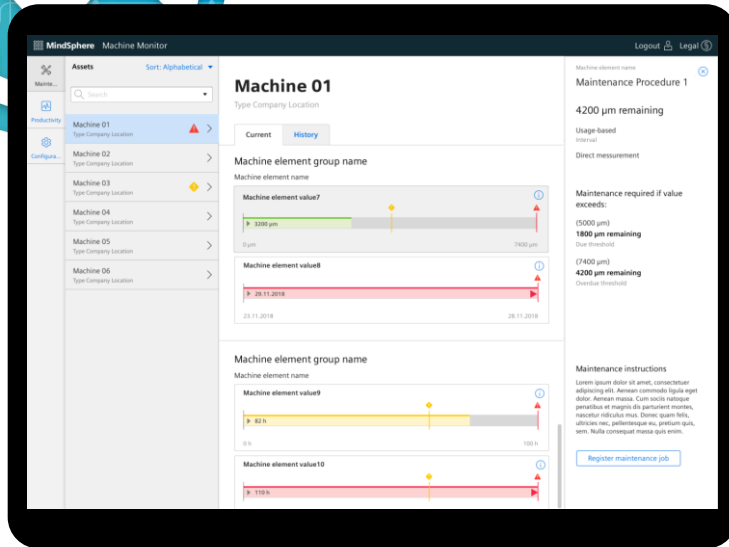 MindSphere Machine Monitor
Logout
Legal
Mainte...
Productivity
Configura...
Assets
Sort: Alphabetical
Search
Machine 01
Type Company Location
Machine 02
Type Company Location
Machine 03
Type Company Location
Machine 04
Type Company Location
Machine 05
Type Company Location
Machine 06
Type Company Location
Machine 01
Type Company Location
Current
History
Machine element group name
Machine element name
Machine element value7
3200 μm
0 μm
7400 μm
Machine element value8
29.11.2018
23.11.2018
28.11.2018
Machine element group name
Machine element name
Machine element value9
82 h
0 h
100 h
Machine element value10
110 h
Machine element name
Maintenance Procedure 1
4200 μm remaining
Usage-based
Interval
Direct messurement
Maintenance required if value
exceeds:
(5000 μm)
1800 μm remaining
Due threshold
(7400 μm)
4200 μm remaining
Overdue threshold
Maintenance instructions
Lorem ipsum dolor sit amet, consectetuer
adipiscing elit. Aenean commodo ligula eget
dolor. Aenean massa. Cum sociis natoque
penatibus et magnis dis parturient montes,
nascetur ridiculus mus. Donec quam felis,
ultricies nec, pellentesque eu, pretium quis,
sem. Nulla consequat massa quis enim.
Register maintenance job